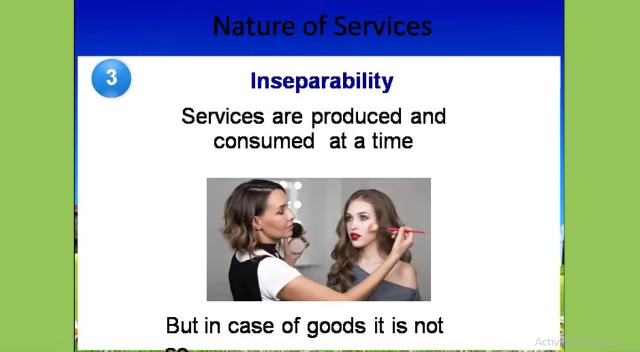 Nature of Services
3
Inseparability
Services are produced and
consumed at a time
But in case of goods it is not
so